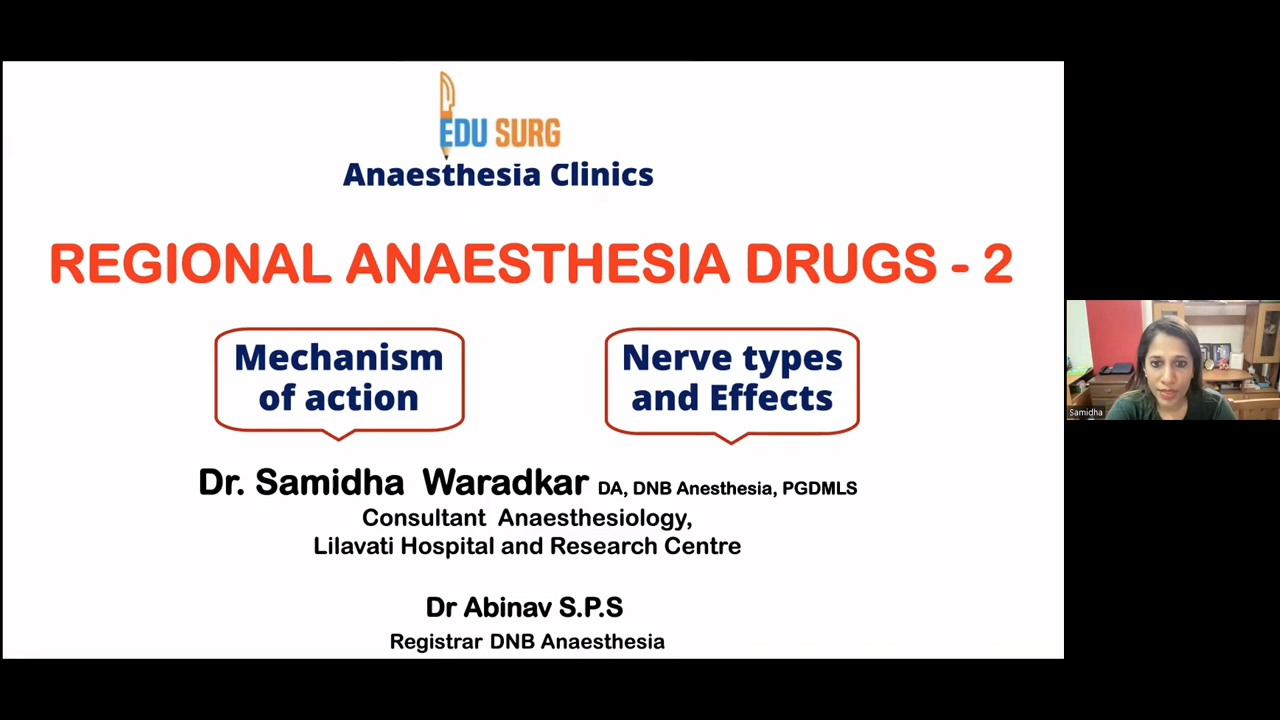 EDU SURG
Anaesthesia Clinics
REGIONAL ANAESTHESIA DRUGS - 2
Mechanism
of action
Nerve types
and Effects
Dr. Samidha Waradkar DA, DNB Anesthesia, PGDMLS
Consultant Anaesthesiology,
Lilavati Hospital and Research Centre
Dr Abinav S.P.S
Registrar DNB Anaesthesia
Samidha